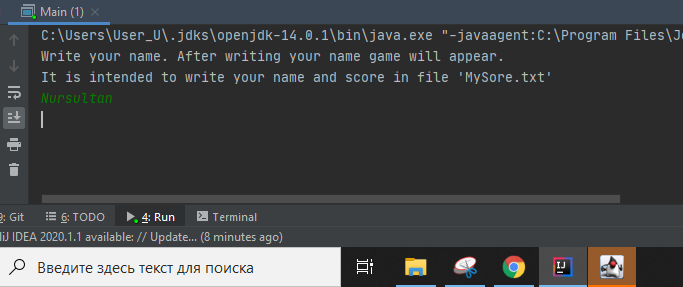 Main (1)
C:\Users\User_U\.jdks\openjdk-14.0.1\bin\java.exe "-javaagent:C:\Program Files\
Write your name. After writing your name game will appear.
It is intended to write your name and score in file 'MySore.txt'
Nursultan
Git 6: TODO 4: Run Terminal
IDEA 2020.1.1 available: // Update... (8 minutes ago)
Введите здесь текст для поиска
IJ